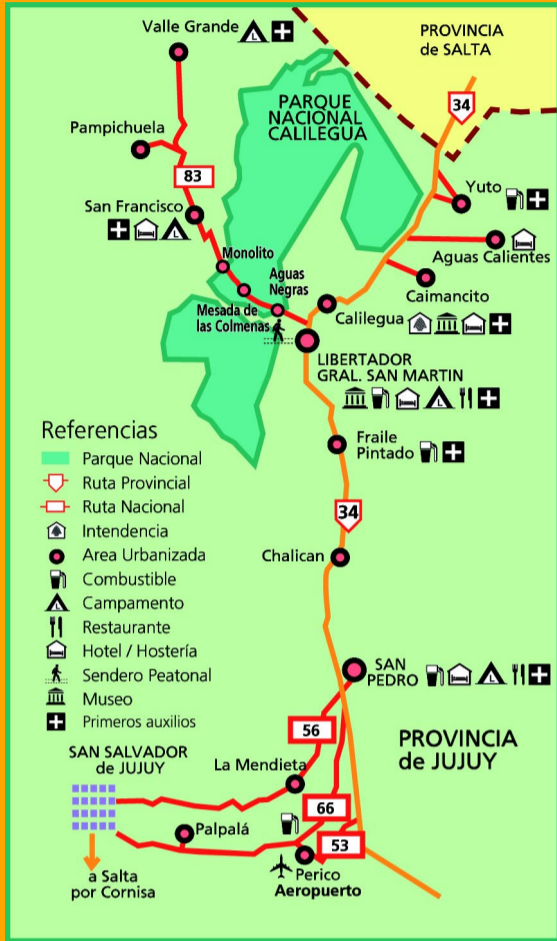 Valle Grande
PROVINCIA
de SALTA
PARQUE
NACIONAL
CALILEGUA
34
Pampichuela
83
Yuto
San Francisco
Aguas Calientes
Monolito
Aguas
Negras
Caimancito
Mesada de
las Colmenas
Calilegua
LIBERTADOR
GRAL. SAN MARTIN
Fraile
Pintado
34
Chalican
Referencias
Parque Nacional
Ruta Provincial
Ruta Nacional
Intendencia
Area Urbanizada
Combustible
Campamento
Restaurante
Hotel / Hostería
Sendero Peatonal
Museo
Primeros auxilios
SAN
PEDRO
56
PROVINCIA
de JUJUY
SAN SALVADOR
de JUJUY
La Mendieta
66
Palpalá
53
Perico
Aeropuerto
a Salta
por Cornisa